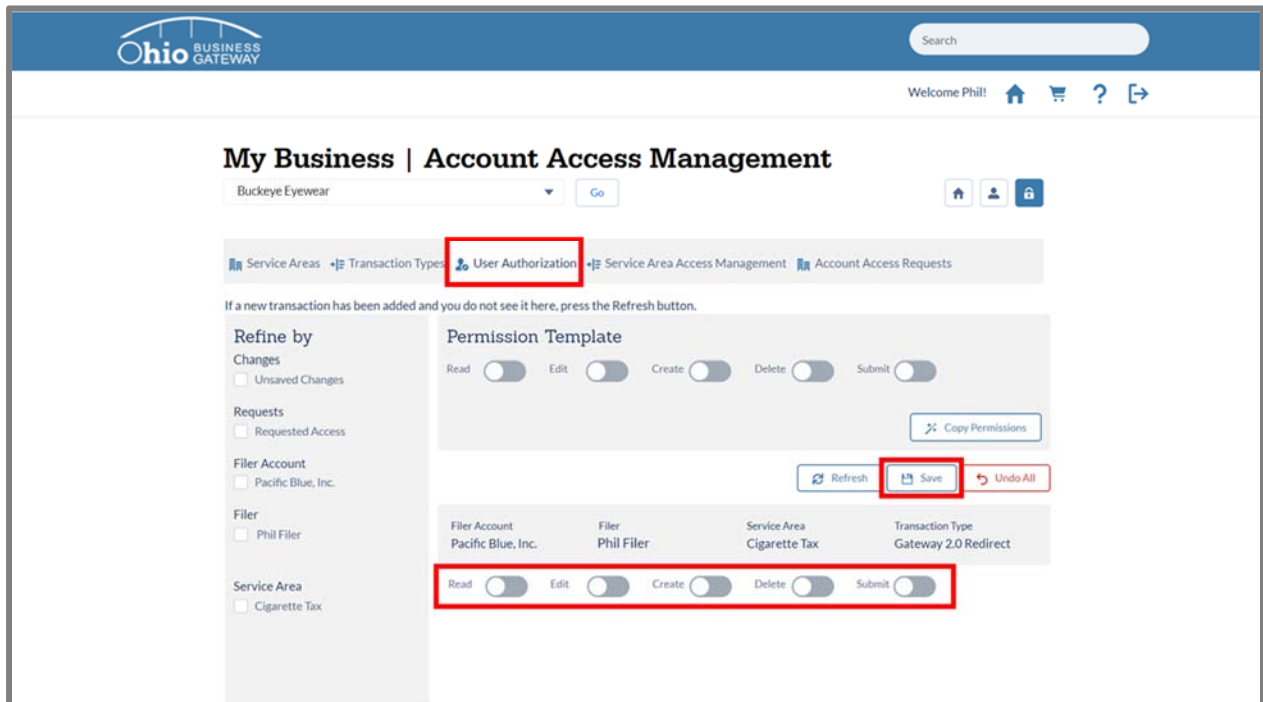 Ohio BUSINESS GATEWAY
Search
Welcome Phil!
?
My Business | Account Access Management
Buckeye Eyewear
Go
Service Areas Transaction Types User Authorization Service Area Access Management Account Access Requests
If a new transaction has been added and you do not see it here, press the Refresh button.
Refine by
Changes
Unsaved Changes
Requests
Requested Access
Filer Account
Pacific Blue, Inc.
Filer
Phil Filer
Service Area
Cigarette Tax
Permission Template
Read Edit Create Delete Submit
Copy Permissions
Refresh Save Undo All
Filer Account Filer Service Area Transaction Type
Pacific Blue, Inc. Phil Filer Cigarette Tax Gateway 2.0 Redirect
Read Edit Create Delete Submit